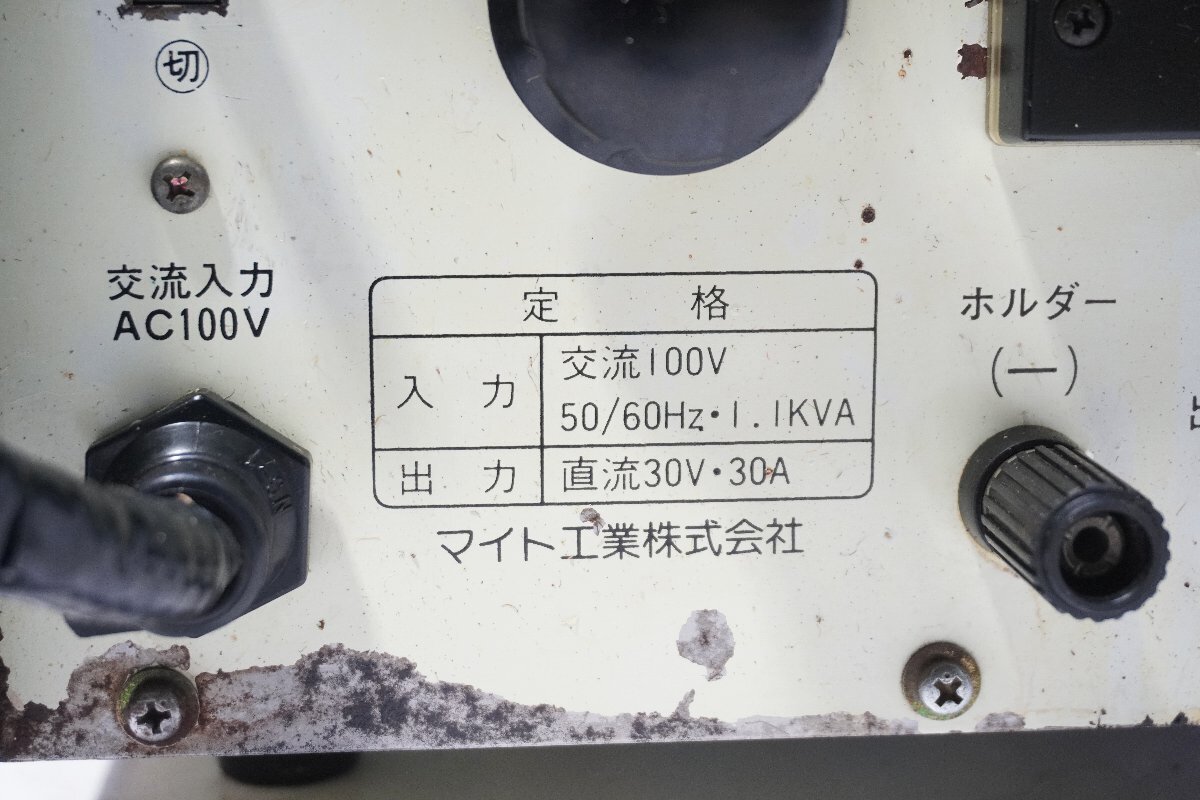 切
交流入力
AC100V
定格
入力
交流100V
50/60Hz・1.1KVA
出力
直流30V・30A
マイト工業株式会社
ホルダー
(—)